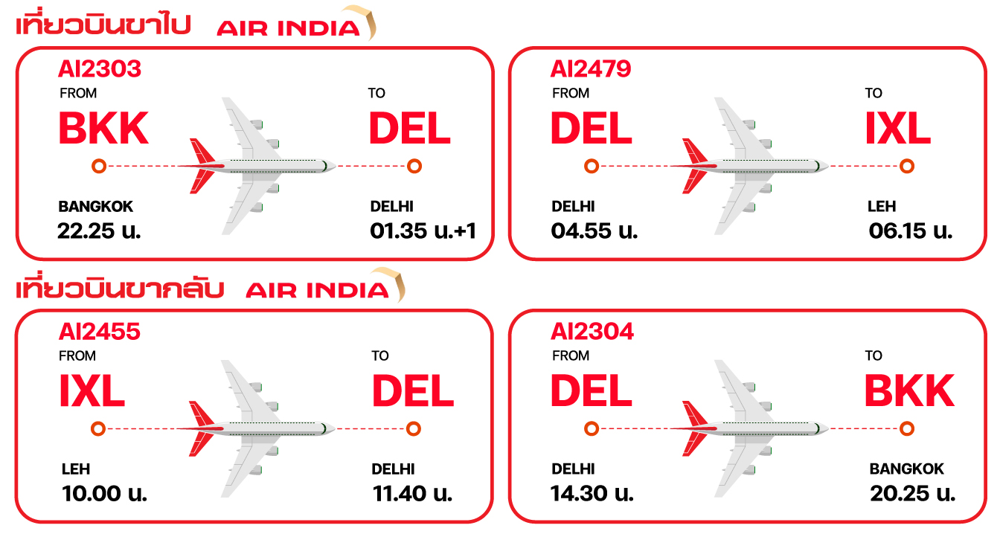 เที่ยวบินขาไป AIR INDIA
AI2303
FROM TO
BKK DEL
BANGKOK DELHI
22.25 น. 01.35 น.+1
AI2479
FROM TO
DEL IXL
DELHI LEH
04.55 น. 06.15 น.
เที่ยวบินขากลับ AIR INDIA
AI2455
FROM TO
IXL DEL
LEH DELHI
10.00 น. 11.40 น.
AI2304
FROM TO
DEL BKK
DELHI BANGKOK
14.30 น. 20.25 น.